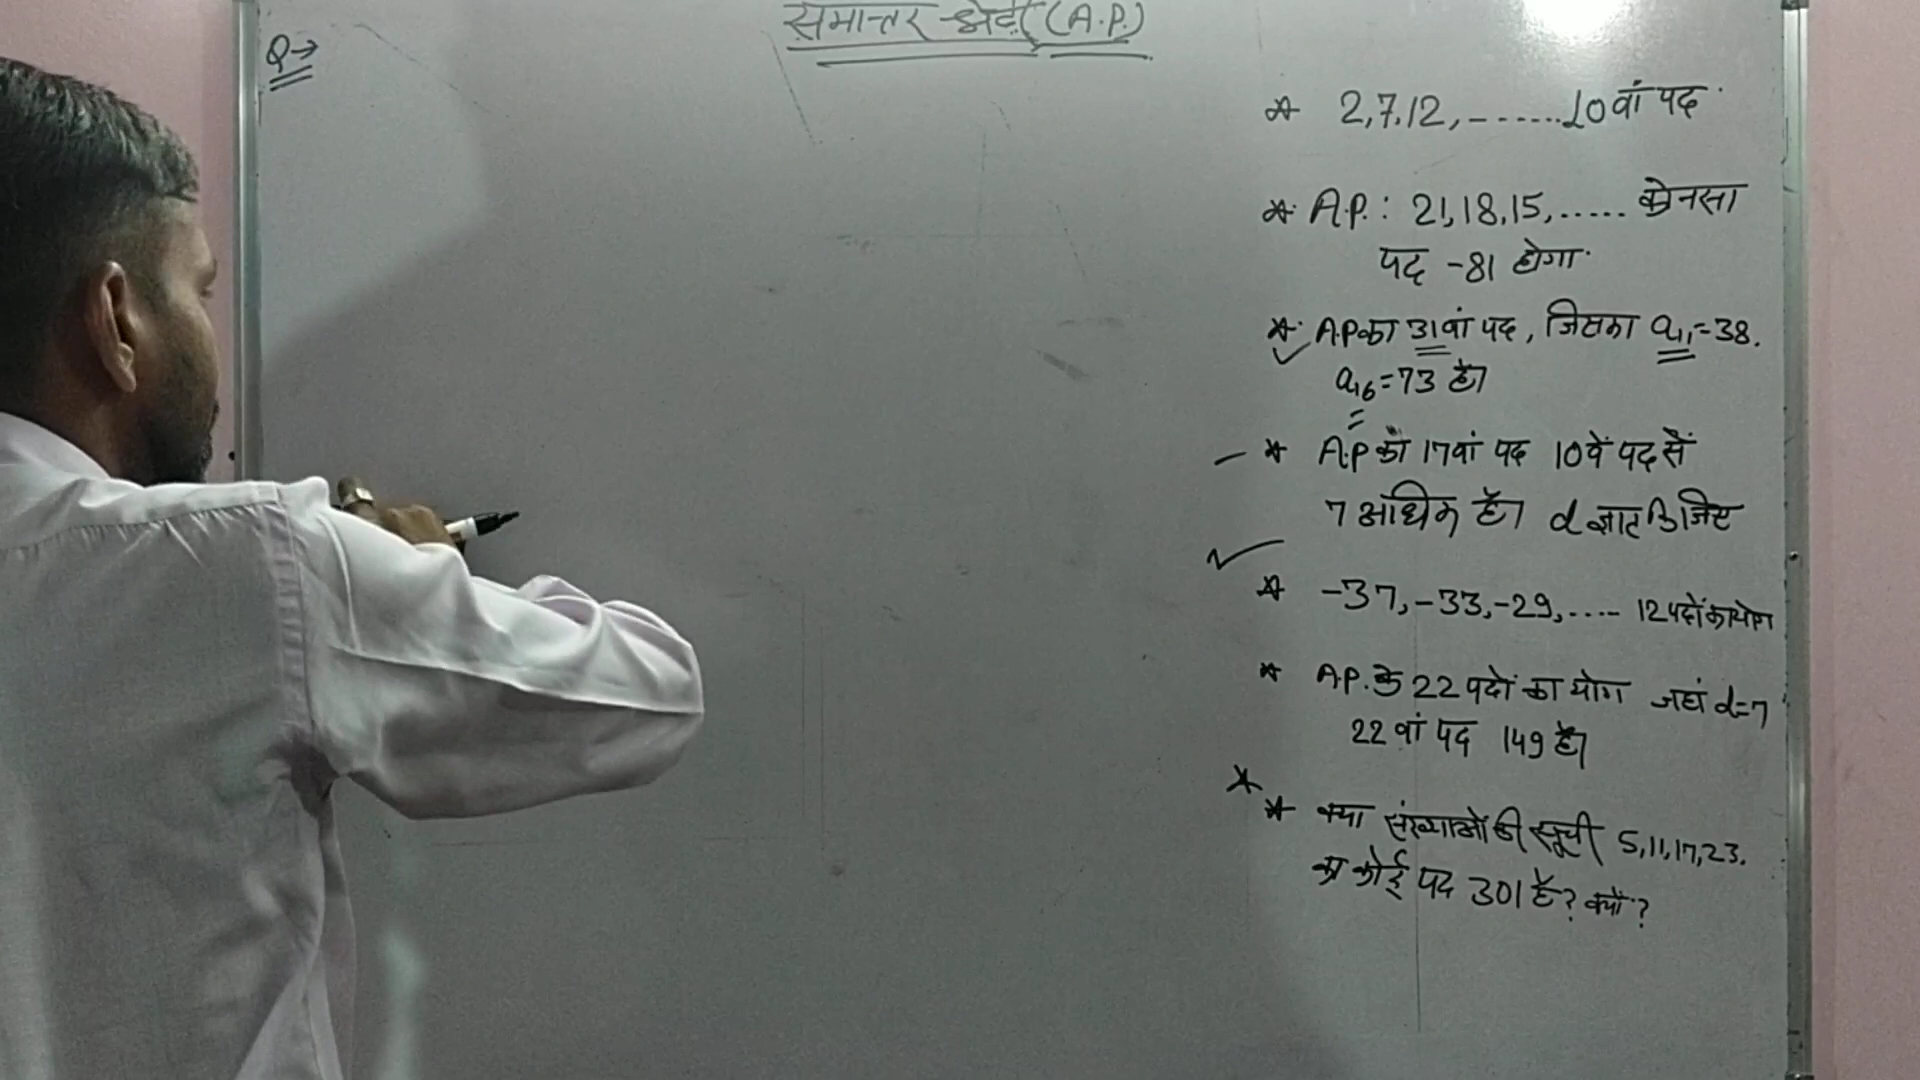 समान्तर श्रेढ़ी (A.P.)
Q→
* 2,7,12, ------- 10वां पद
* A.P. : 21,18,15, ...... कोनसा
पद -81 होगा
* A.P का 31वां पद, जिसका a₁₁=38.
a₁₆=73 है।
* A.P का 17वां पद 10वें पद सें
7 अधिक है। d ज्ञात किजिए
* -37,-33,-29, ..... 12 पदों का योग
* A.P. के 22 पदों का योग जहां d=7
22 वां पद 149 है।
* क्या संख्याओं की सूची 5,11,17,23.
का कोई पद 301 है? क्यों?